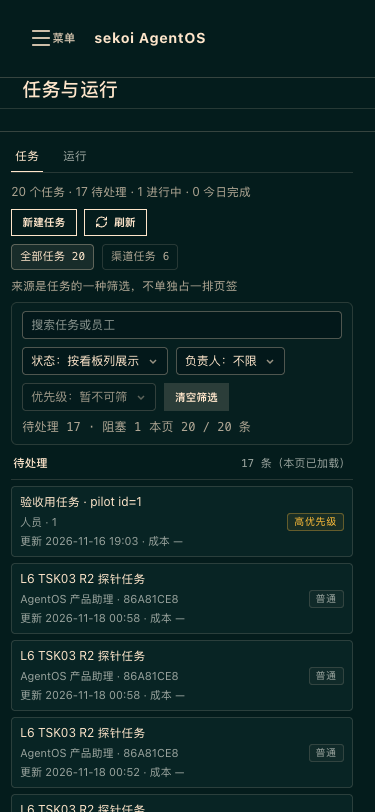 菜单 sekoi AgentOS
任务与运行
任务 运行
20 个任务 · 17 待处理 · 1 进行中 · 0 今日完成
新建任务 刷新
全部任务 20 渠道任务 6
来源是任务的一种筛选，不单独占一排页签
搜索任务或员工
状态：按看板列展示 负责人：不限
优先级：暂不可筛 清空筛选
待处理 17 · 阻塞 1 本页 20 / 20 条
待处理 17 条（本页已加载）
验收用任务 · pilot id=1
人员 · 1 高优先级
更新 2026-11-16 19:03 · 成本 —
L6 TSK03 R2 探针任务
AgentOS 产品助理 · 86A81CE8 普通
更新 2026-11-18 00:58 · 成本 —
L6 TSK03 R2 探针任务
AgentOS 产品助理 · 86A81CE8 普通
更新 2026-11-18 00:58 · 成本 —
L6 TSK03 R2 探针任务
AgentOS 产品助理 · 86A81CE8 普通
更新 2026-11-18 00:52 · 成本 —
L6 TSK03 R2 探针任务